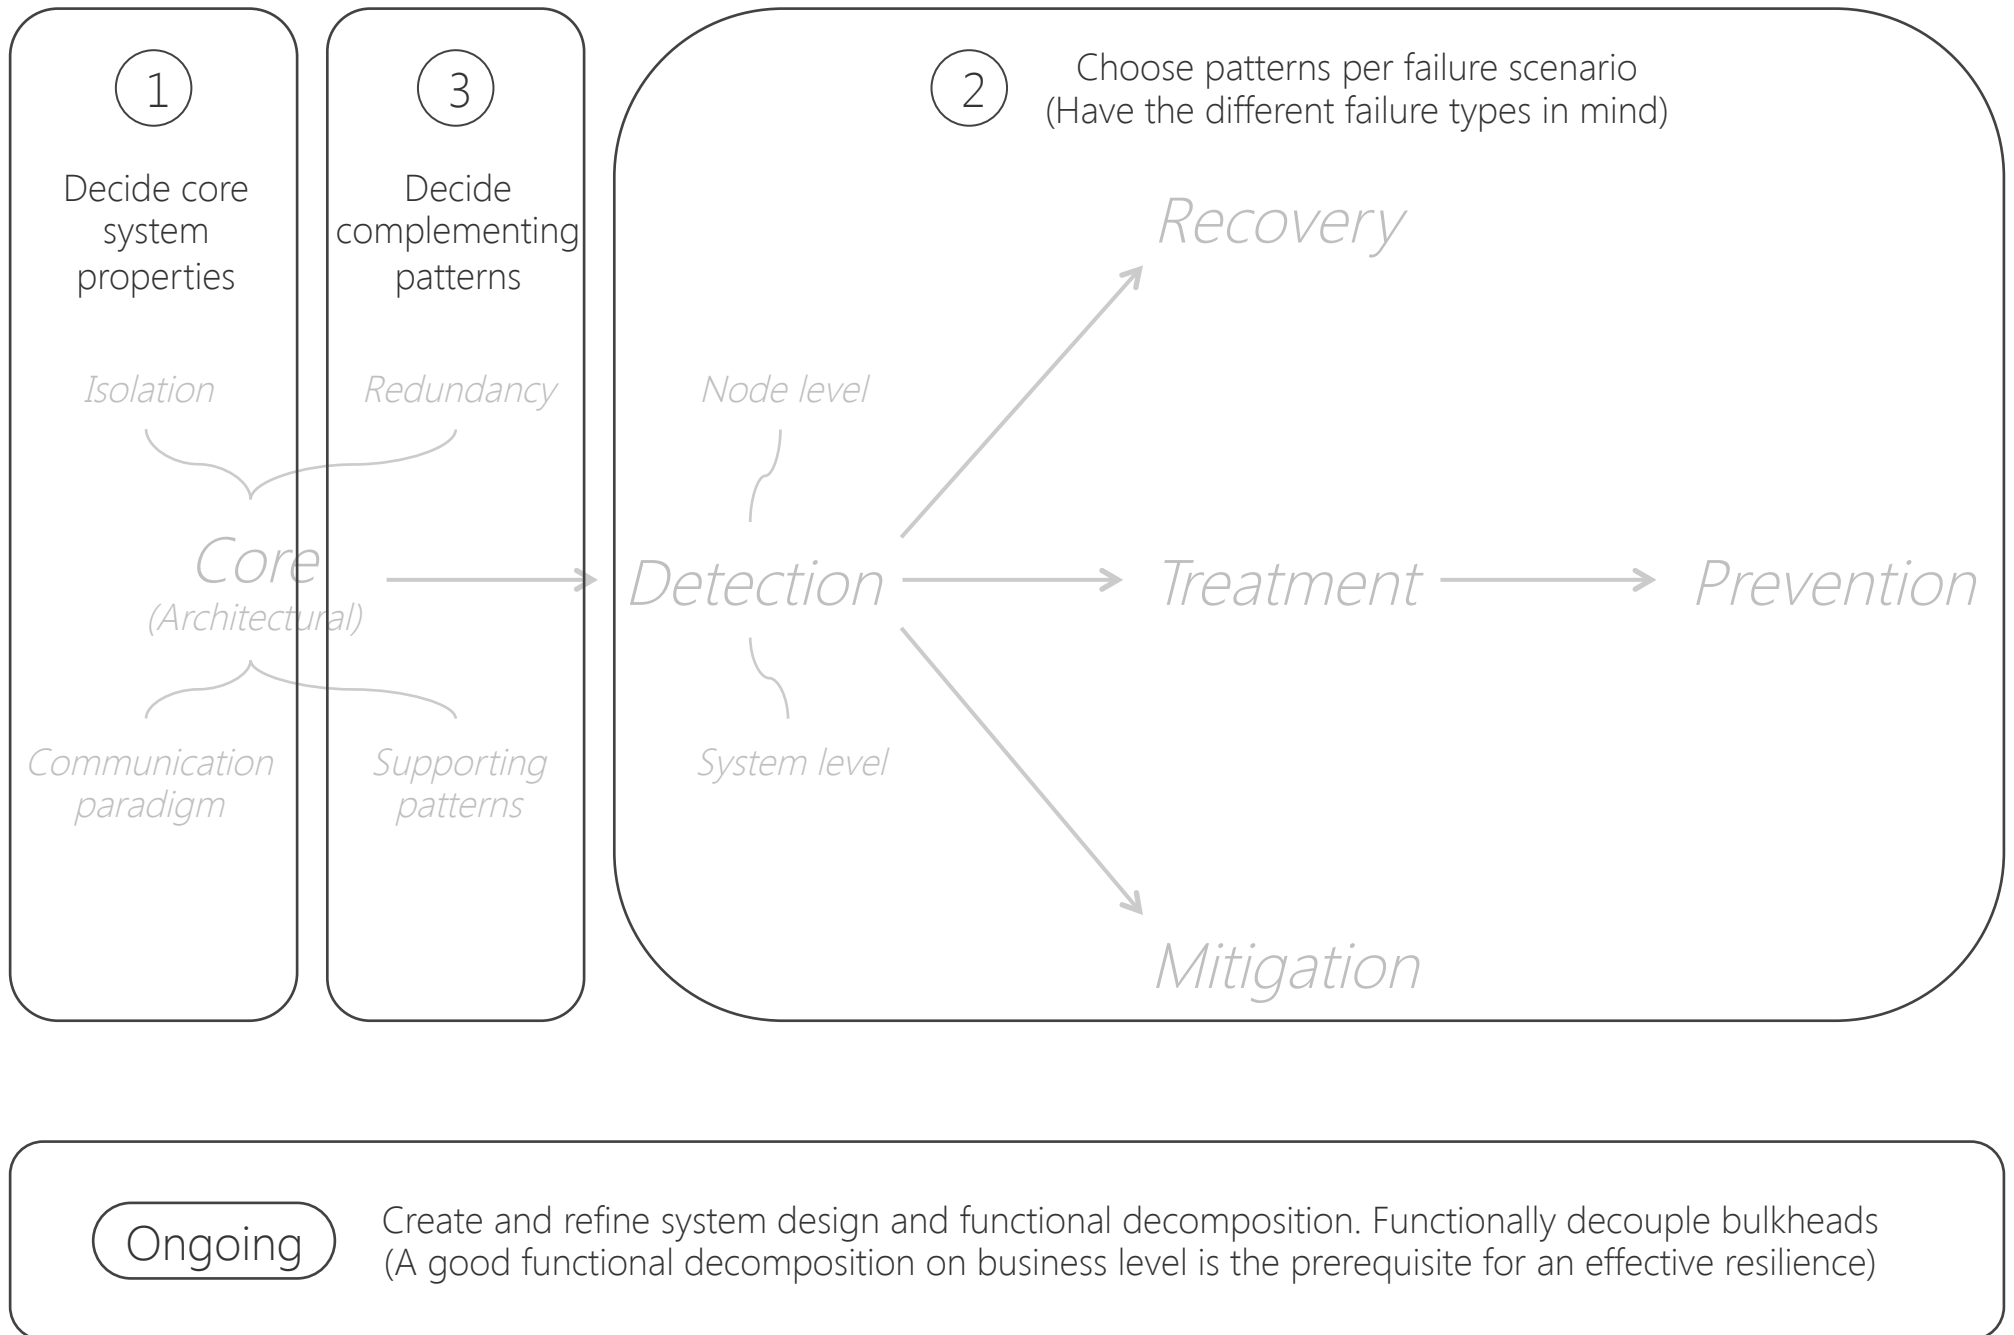 1
Decide core
system
properties
3
Decide
complementing
patterns
2
Choose patterns per failure scenario
(Have the different failure types in mind)
Recovery
Isolation
Redundancy
Node level
Core
(Architectural)
Detection
Treatment
Prevention
Communication
paradigm
Supporting
patterns
System level
Mitigation
Ongoing
Create and refine system design and functional decomposition. Functionally decouple bulkheads
(A good functional decomposition on business level is the prerequisite for an effective resilience)